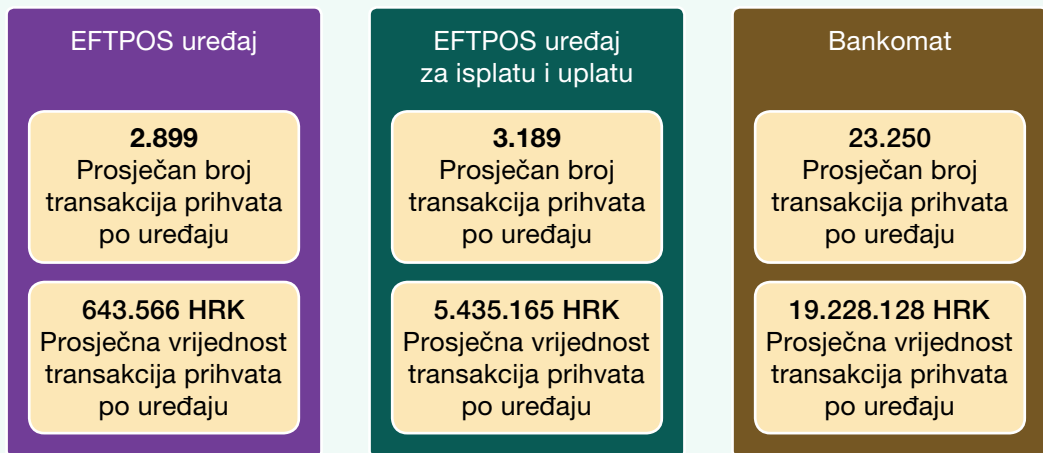 EFTPOS uređaj
2.899
Prosječan broj
transakcija prihvata
po uređaju
643.566 HRK
Prosječna vrijednost
transakcija prihvata
po uređaju
EFTPOS uređaj
za isplatu i uplatu
3.189
Prosječan broj
transakcija prihvata
po uređaju
5.435.165 HRK
Prosječna vrijednost
transakcija prihvata
po uređaju
Bankomat
23.250
Prosječan broj
transakcija prihvata
po uređaju
19.228.128 HRK
Prosječna vrijednost
transakcija prihvata
po uređaju